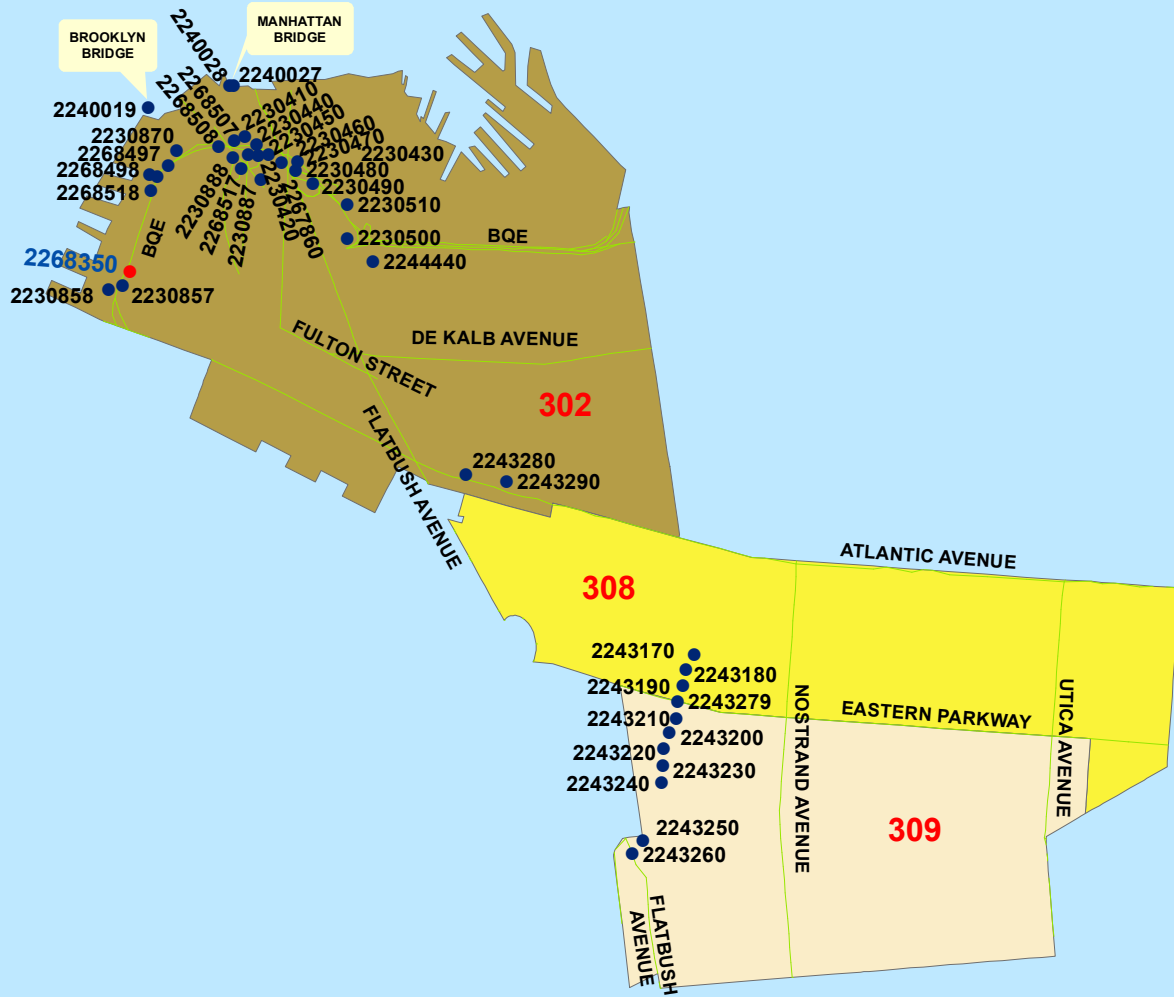 BROOKLYN
BRIDGE
MANHATTAN
BRIDGE
2240028
2240027
2240019
2268507
2268508
2230410
2230440
2230450
2230460
2230470
2230430
2230870
2268497
2268498
2268518
2230480
2230490
2230888
2268517
2230887
2230420
2267860
2230510
BQE
BQE
2230500
2244440
2268350
2230858
2230857
FULTON STREET
DE KALB AVENUE
302
FLATBUSH AVENUE
2243280
2243290
ATLANTIC AVENUE
308
2243170
2243180
2243190
2243279
2243210
2243200
2243220
2243230
2243240
NOSTRAND AVENUE
EASTERN PARKWAY
UTICA AVENUE
309
2243250
2243260
FLATBUSH
AVENUE